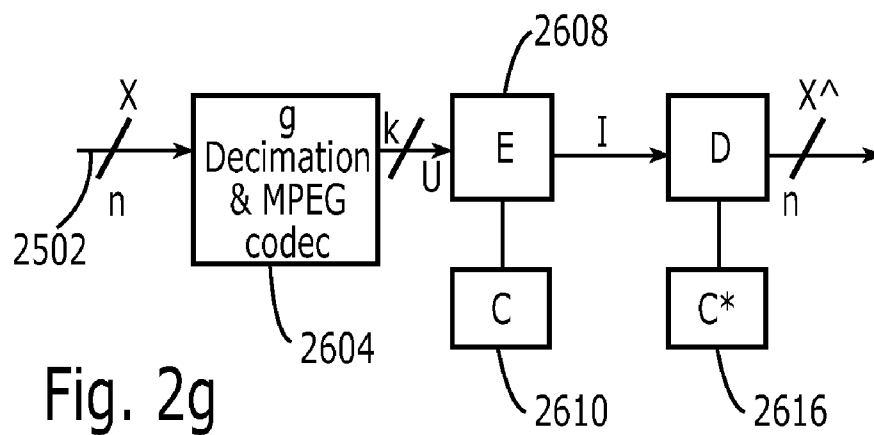 2608
X
n
2502
g
Decimation
& MPEG
codec
2604
k
U
E
I
D
X^
n
C
2610
C*
2616
Fig. 2g